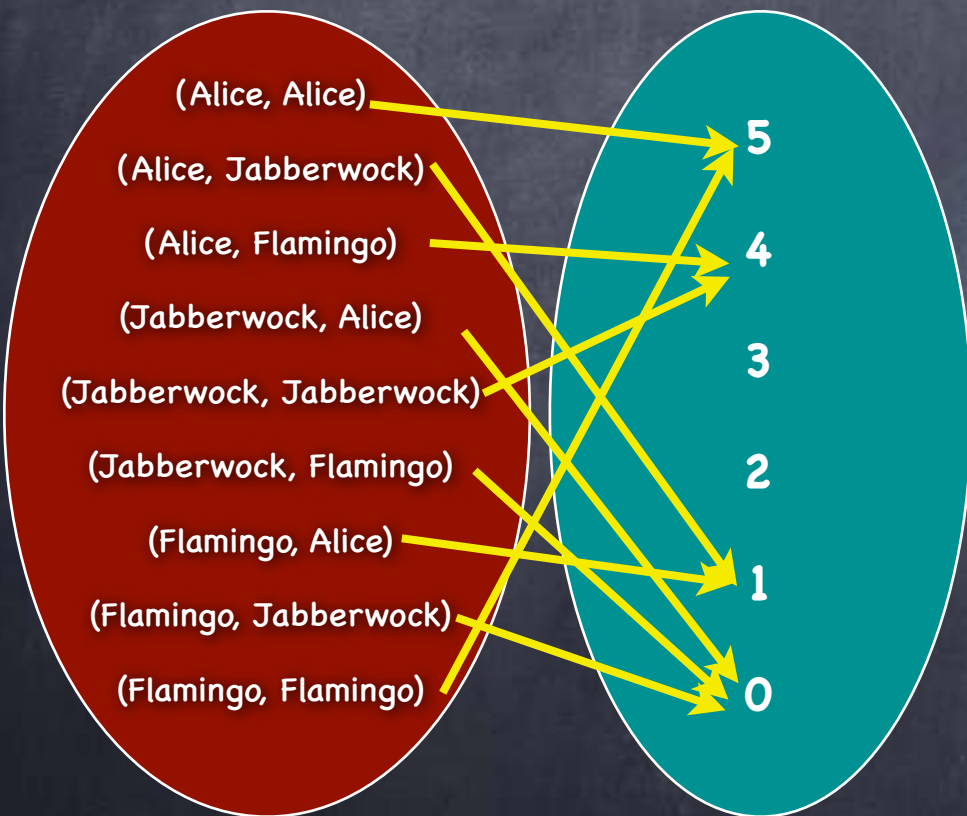 (Alice, Alice)
(Alice, Jabberwock)
(Alice, Flamingo)
(Jabberwock, Alice)
(Jabberwock, Jabberwock)
(Jabberwock, Flamingo)
(Flamingo, Alice)
(Flamingo, Jabberwock)
(Flamingo, Flamingo)
5
4
3
2
1
0